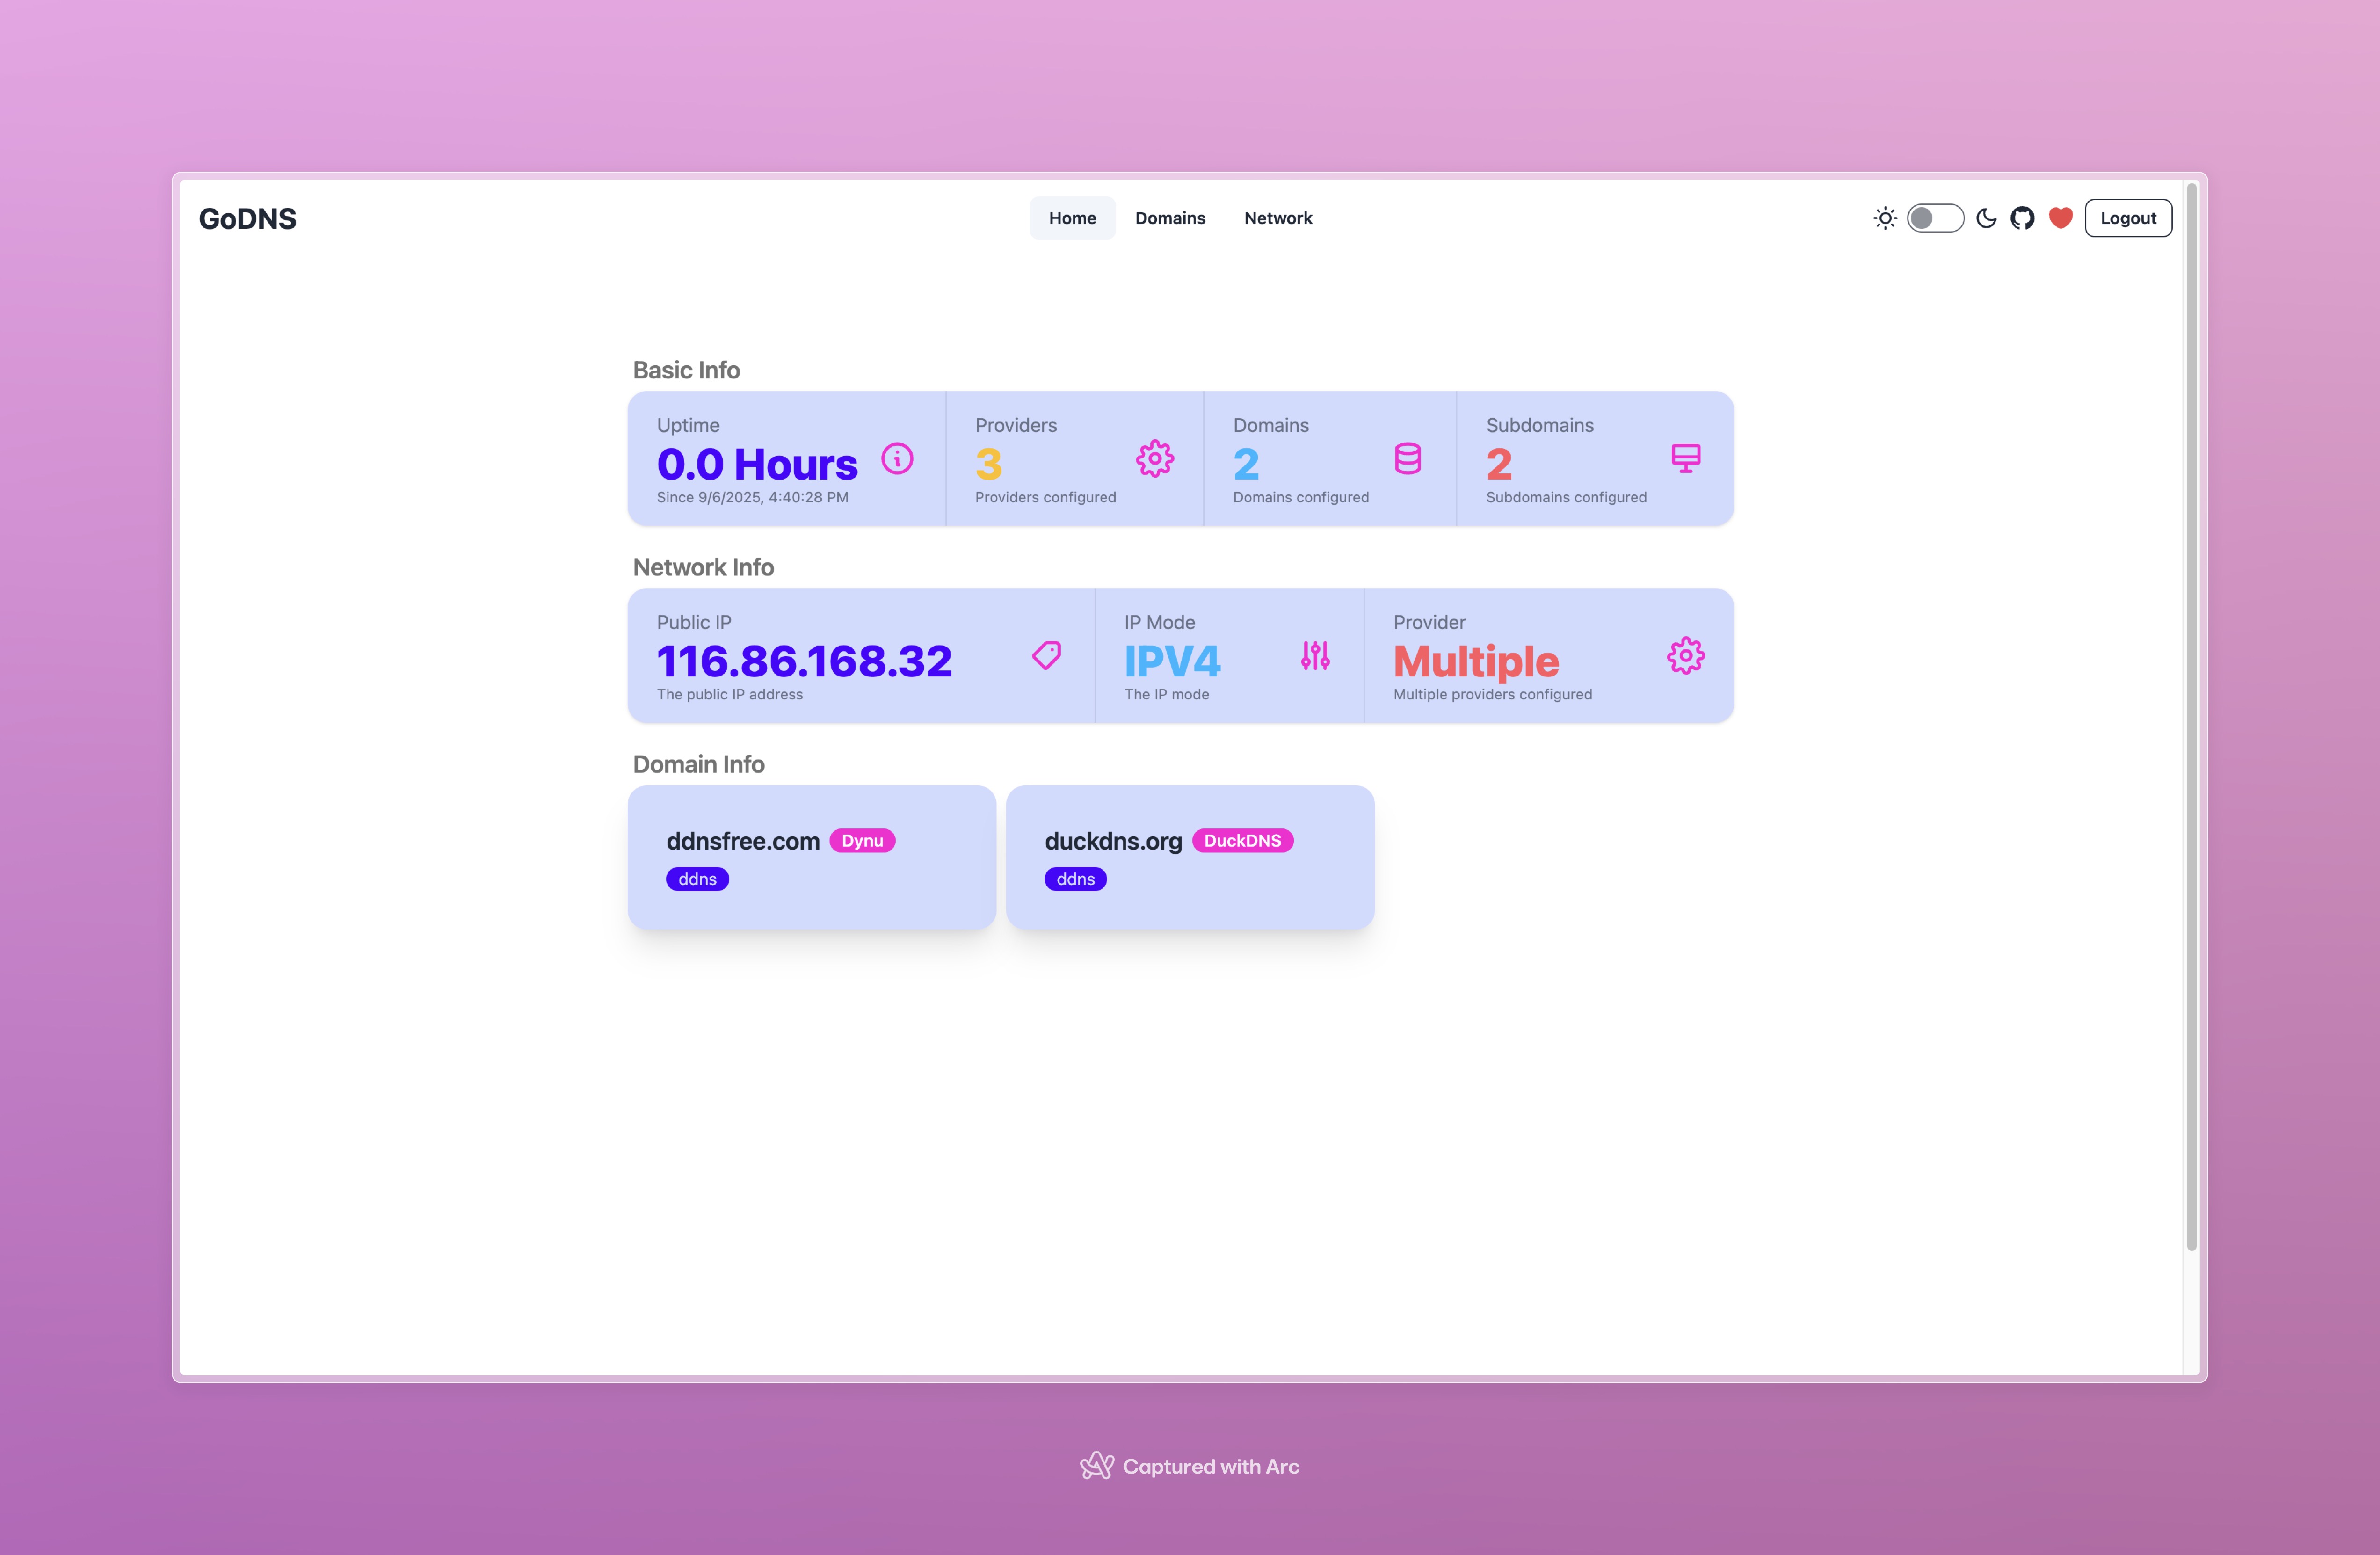 GoDNS
Home Domains Network
Logout
Basic Info
Uptime
0.0 Hours
Since 9/6/2025, 4:40:28 PM
Providers
3
Providers configured
Domains
2
Domains configured
Subdomains
2
Subdomains configured
Network Info
Public IP
116.86.168.32
The public IP address
IP Mode
IPV4
The IP mode
Provider
Multiple
Multiple providers configured
Domain Info
ddnsfree.com Dynu
ddns
duckdns.org DuckDNS
ddns
Captured with Arc